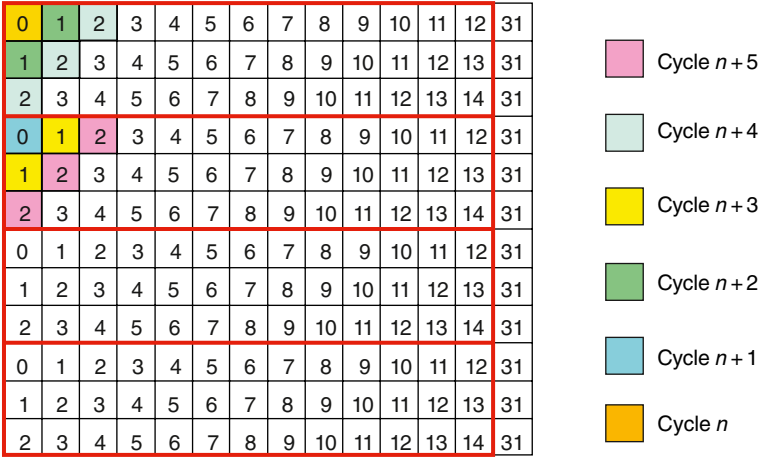 0 1 2 3 4 5 6 7 8 9 10 11 12 31
1 2 3 4 5 6 7 8 9 10 11 12 13 31
2 3 4 5 6 7 8 9 10 11 12 13 14 31
0 1 2 3 4 5 6 7 8 9 10 11 12 31
1 2 3 4 5 6 7 8 9 10 11 12 13 31
2 3 4 5 6 7 8 9 10 11 12 13 14 31
0 1 2 3 4 5 6 7 8 9 10 11 12 31
1 2 3 4 5 6 7 8 9 10 11 12 13 31
2 3 4 5 6 7 8 9 10 11 12 13 14 31
0 1 2 3 4 5 6 7 8 9 10 11 12 31
1 2 3 4 5 6 7 8 9 10 11 12 13 31
2 3 4 5 6 7 8 9 10 11 12 13 14 31
Cycle n + 5
Cycle n + 4
Cycle n + 3
Cycle n + 2
Cycle n + 1
Cycle n